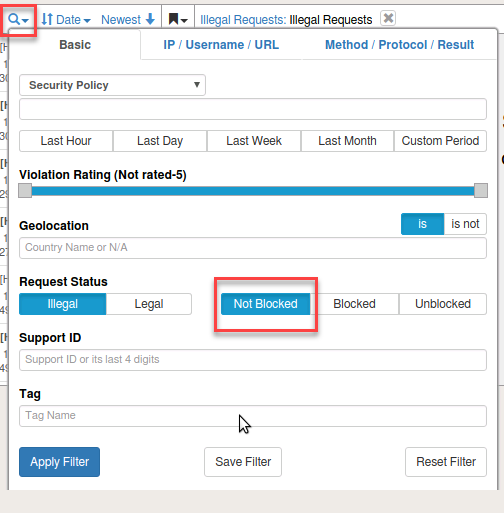 Date Newest Illegal Requests: Illegal Requests
Basic IP / Username / URL Method / Protocol / Result
Security Policy
Last Hour Last Day Last Week Last Month Custom Period
Violation Rating (Not rated-5)
Geolocation is is not
Country Name or N/A
Request Status
Illegal Legal Not Blocked Blocked Unblocked
Support ID
Support ID or its last 4 digits
Tag
Tag Name
Apply Filter Save Filter Reset Filter